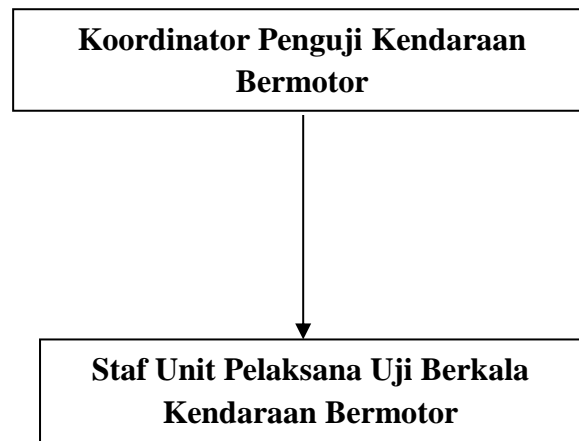 Koordinator Penguji Kendaraan
Bermotor
Staf Unit Pelaksana Uji Berkala
Kendaraan Bermotor